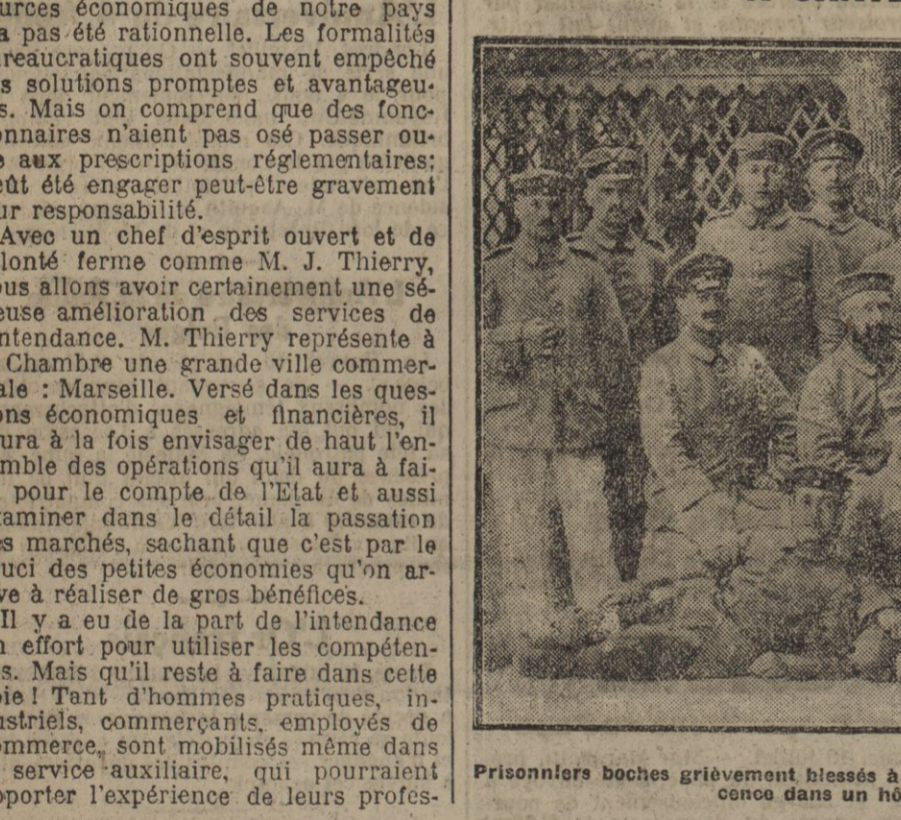 urces économiques de notre pays
a pas été rationnelle. Les formalités
reaucratiques ont souvent empêché
s solutions promptes et avantageu-
s. Mais on comprend que des fonc-
onnaires n'aient pas osé passer ou-
e aux prescriptions réglementaires;
eût été engager peut-être gravement
ur responsabilité.
Avec un chef d'esprit ouvert et de
lonté ferme comme M. J. Thierry,
ous allons avoir certainement une sé-
euse amélioration des services de
ntendance. M. Thierry représente à
Chambre une grande ville commer-
ale : Marseille. Versé dans les ques-
ons économiques et financières, il
ura à la fois envisager de haut l'en-
mble des opérations qu'il aura à fai-
pour le compte de l'Etat et aussi
taminer dans le détail la passation
es marchés, sachant que c'est par le
uci des petites économies qu'on ar-
ve à réaliser de gros bénéfices.
Il y a eu de la part de l'intendance
n effort pour utiliser les compéten-
s. Mais qu'il reste à faire dans cette
oie ! Tant d'hommes pratiques, in-
ustriels, commerçants, employés de
ommerce, sont mobilisés même dans
service auxiliaire, qui pourraient
pporter l'expérience de leurs profes-
Prisonniers boches grièvement blessés à
cence dans un hô